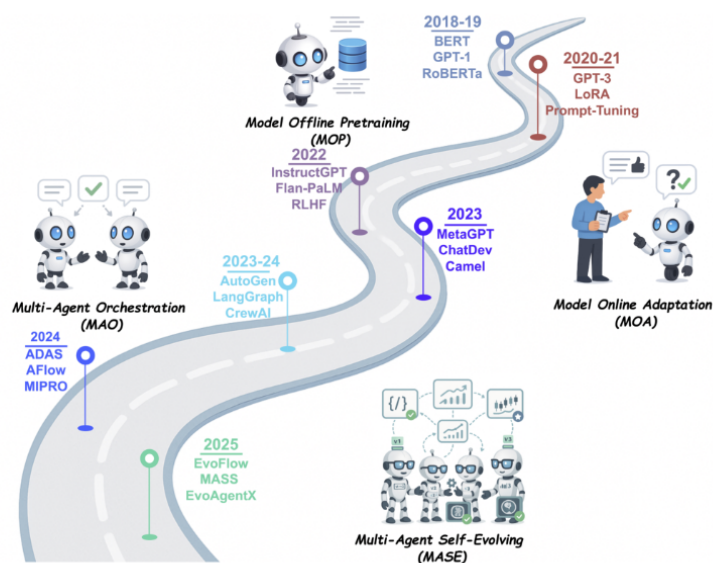 2018-19
BERT
GPT-1
RoBERTa
2020-21
GPT-3
LoRA
Prompt-Tuning
Model Offline Pretraining
(MOP)
2022
InstructGPT
Flan-PaLM
RLHF
2023
MetaGPT
ChatDev
Camel
Model Online Adaptation
(MOA)
Multi-Agent Orchestration
(MAO)
2023-24
AutoGen
LangGraph
CrewAI
2024
ADAS
AFlow
MIPRO
2025
EvoFlow
MASS
EvoAgentX
?
{/}
v1
Multi-Agent Self-Evolving
(MASE)